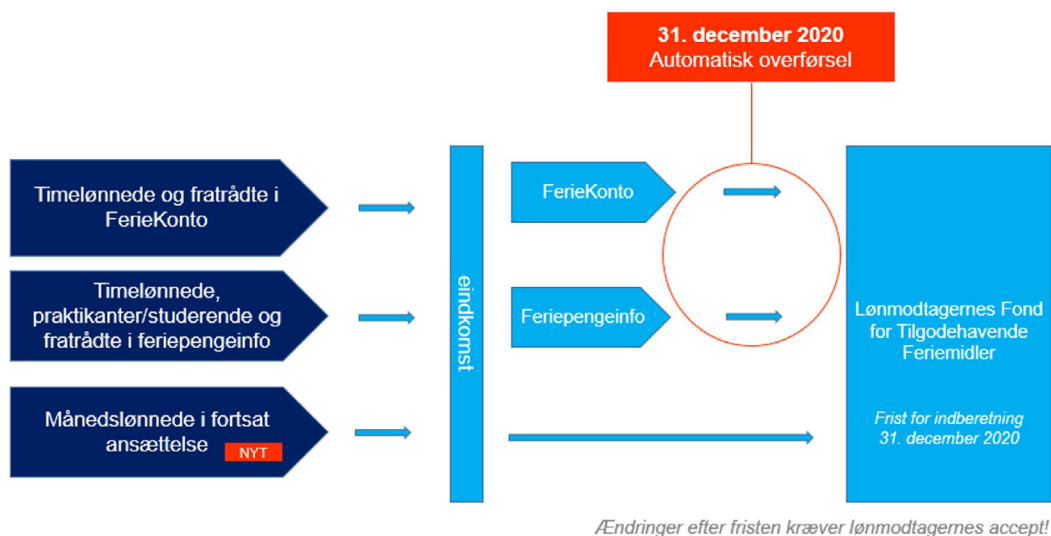 31. december 2020
Automatisk overførsel
Timelønnede og fratrådte i
FerieKonto
Timelønnede,
praktikanter/studerende og
fratrådte i feriepengeinfo
Månedslønnede i fortsat
ansættelse
NYT
eindkomst
FerieKonto
Feriepengeinfo
Lønmodtagernes Fond
for Tilgodehavende
Feriemidler
Frist for indberetning
31. december 2020
Ændringer efter fristen kræver lønmodtagernes accept!